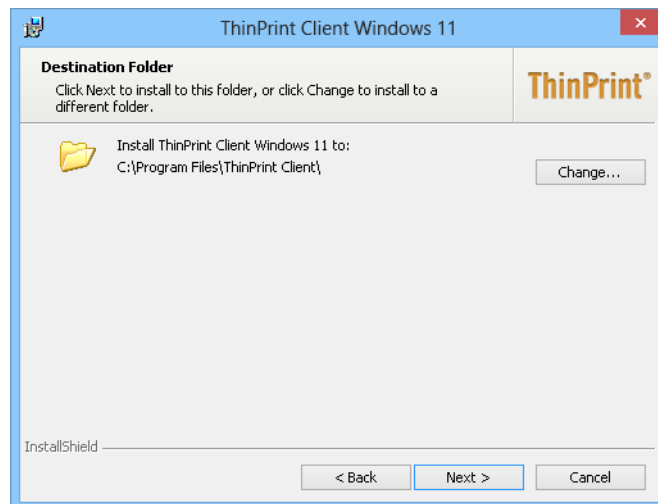 ThinPrint Client Windows 11
Destination Folder
Click Next to install to this folder, or click Change to install to a
different folder.
ThinPrint®
Install ThinPrint Client Windows 11 to:
C:\Program Files\ThinPrint Client\
Change...
InstallShield
< Back
Next >
Cancel